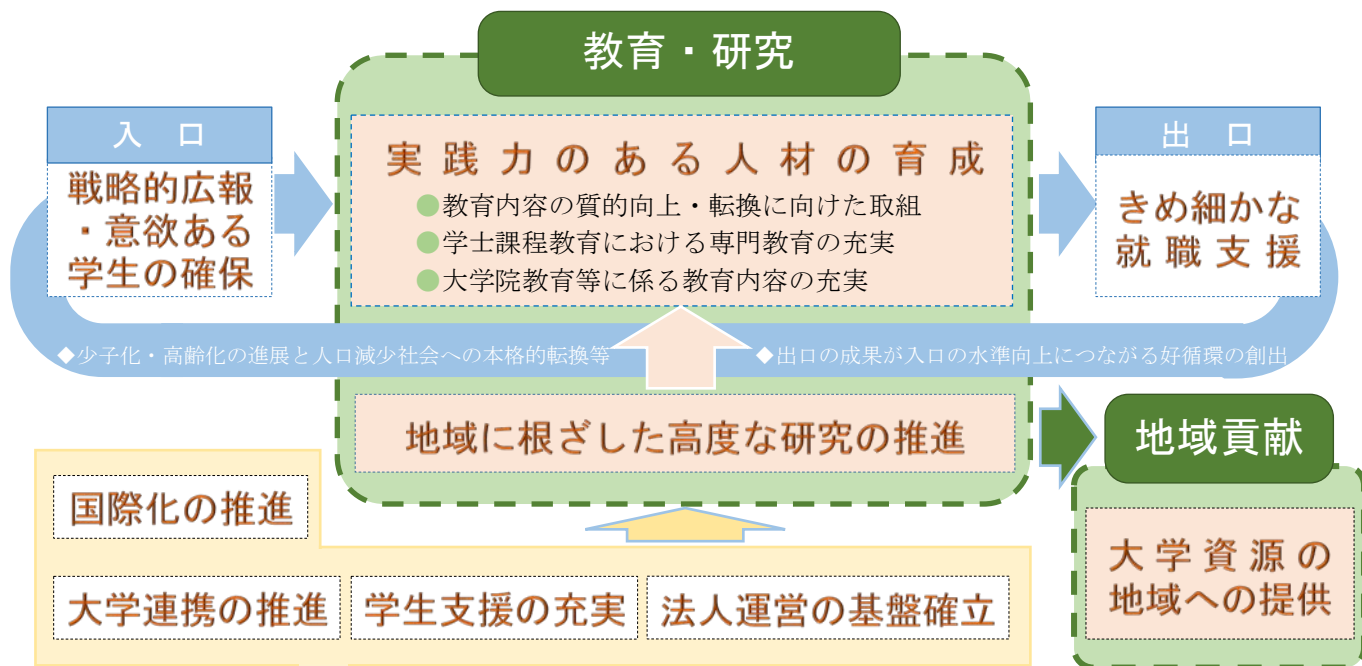 教育・研究
入　口
戦略的広報
・意欲ある
学生の確保
実践力のある人材の育成
●教育内容の質的向上・転換に向けた取組
●学士課程教育における専門教育の充実
●大学院教育等に係る教育内容の充実
出　口
きめ細かな
就職支援
◆少子化・高齢化の進展と人口減少社会への本格的転換等
◆出口の成果が入口の水準向上につながる好循環の創出
地域に根ざした高度な研究の推進
地域貢献
大学資源の
地域への提供
国際化の推進
大学連携の推進
学生支援の充実
法人運営の基盤確立